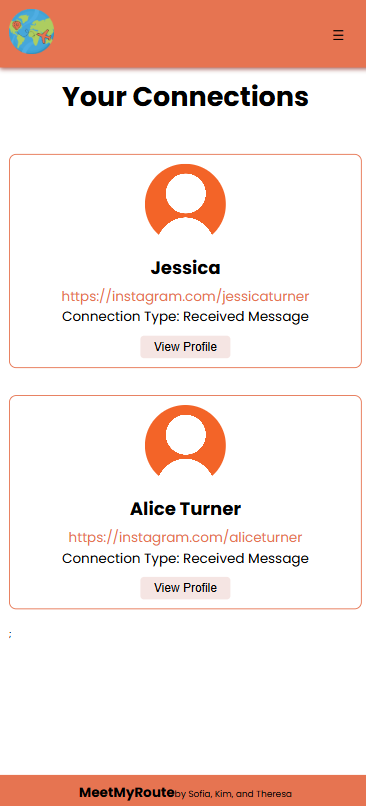 ☰
Your Connections
Jessica
https://instagram.com/jessicaturner
Connection Type: Received Message
View Profile
Alice Turner
https://instagram.com/aliceturner
Connection Type: Received Message
View Profile
;
MeetMyRoute by Sofia, Kim, and Theresa